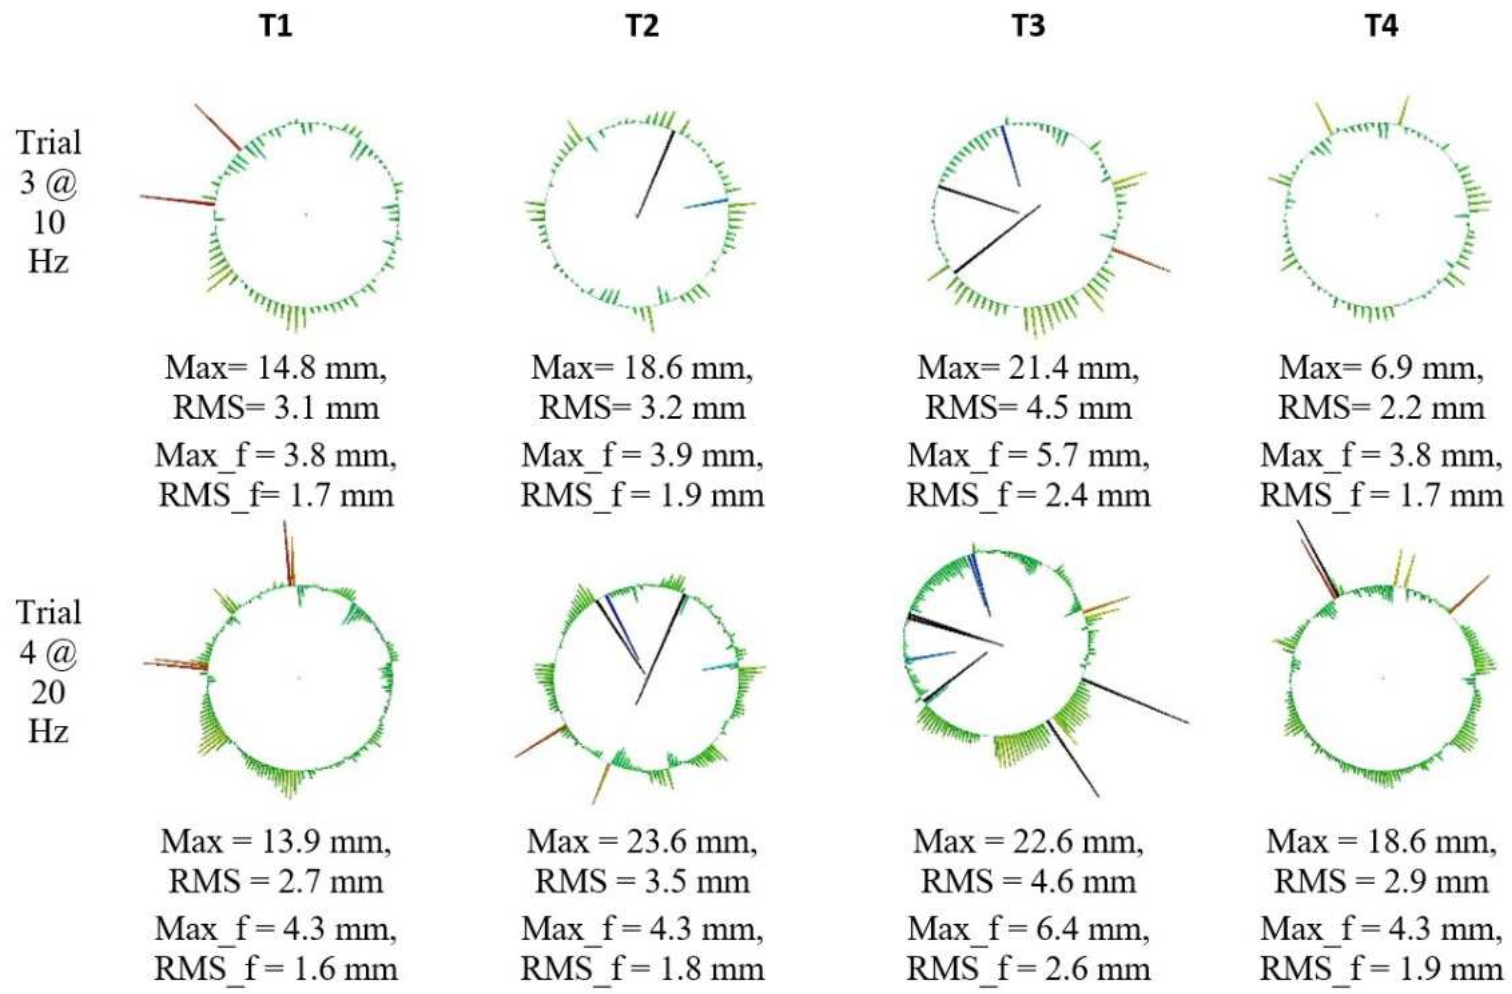 T1 T2 T3 T4
Trial
3 @
10
Hz
Max= 14.8 mm,
RMS= 3.1 mm
Max_f = 3.8 mm,
RMS_f= 1.7 mm
Max= 18.6 mm,
RMS= 3.2 mm
Max_f = 3.9 mm,
RMS_f = 1.9 mm
Max= 21.4 mm,
RMS= 4.5 mm
Max_f = 5.7 mm,
RMS_f = 2.4 mm
Max= 6.9 mm,
RMS= 2.2 mm
Max_f = 3.8 mm,
RMS_f = 1.7 mm
Trial
4 @
20
Hz
Max = 13.9 mm,
RMS = 2.7 mm
Max_f = 4.3 mm,
RMS_f = 1.6 mm
Max = 23.6 mm,
RMS = 3.5 mm
Max_f = 4.3 mm,
RMS_f = 1.8 mm
Max = 22.6 mm,
RMS = 4.6 mm
Max_f = 6.4 mm,
RMS_f = 2.6 mm
Max = 18.6 mm,
RMS = 2.9 mm
Max_f = 4.3 mm,
RMS_f = 1.9 mm